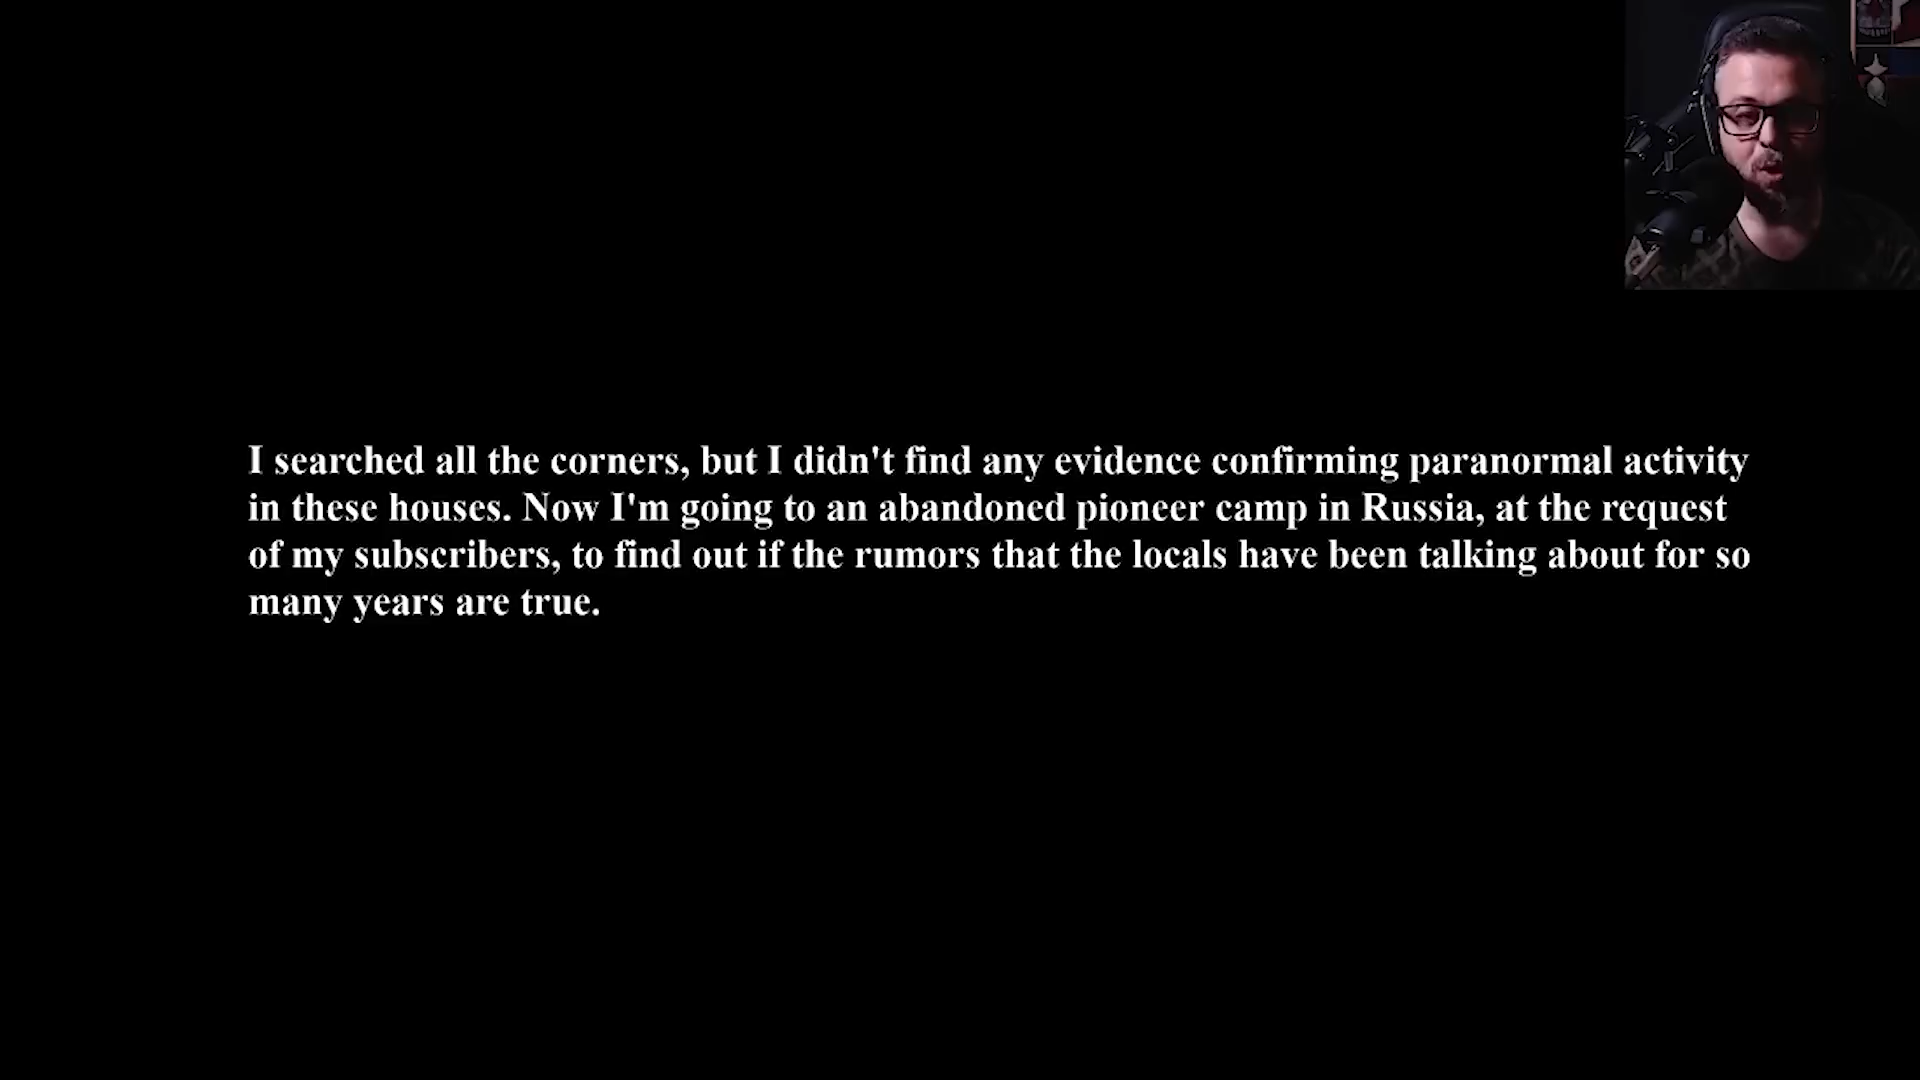 I searched all the corners, but I didn't find any evidence confirming paranormal activity
in these houses. Now I'm going to an abandoned pioneer camp in Russia, at the request
of my subscribers, to find out if the rumors that the locals have been talking about for so
many years are true.